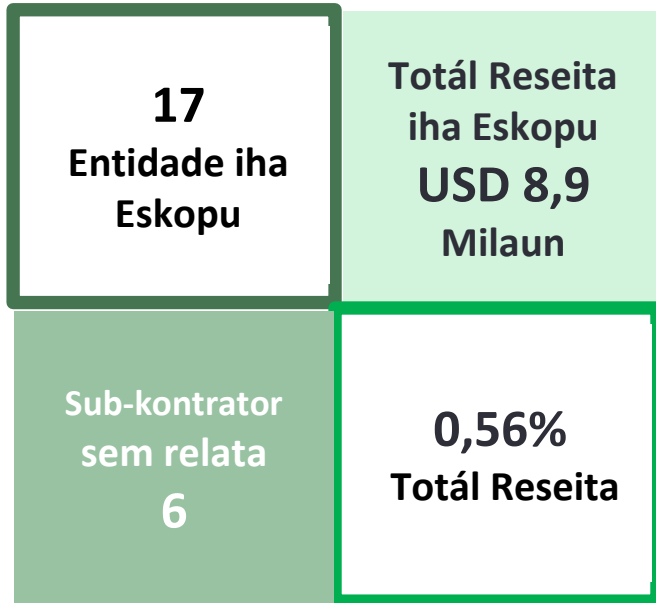 17
Entidade iha
Eskopu
Totál Reseita
iha Eskopu
USD 8,9
Milaun
Sub-kontrator
sem relata
6
0,56%
Totál Reseita